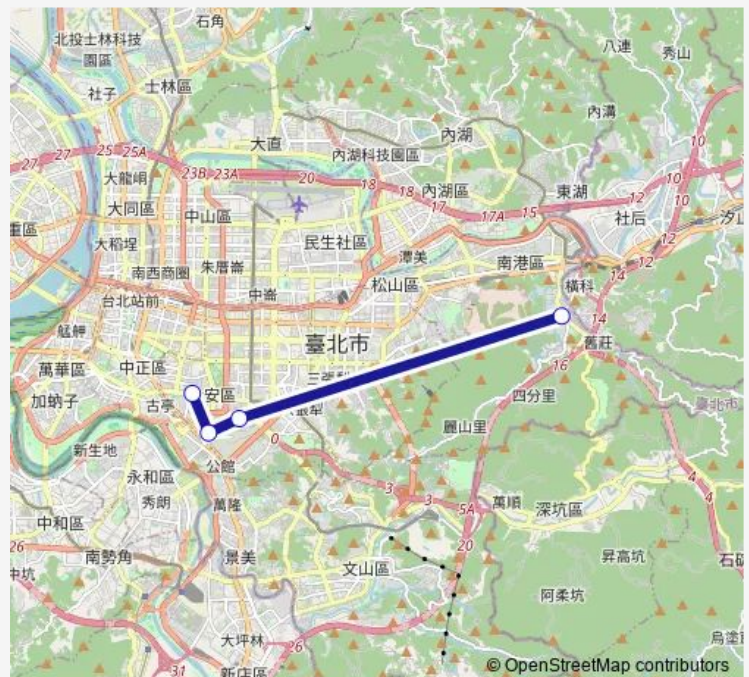 石角
北投士林科技
園區
八連
秀山
社子
士林區
內溝
10
大直
內湖
內湖科技園區
27
27
25
25A
23B
23A
20
18
18
17
17A
15
12
10
大龍峒
內湖區
東湖
大同區
中山區
社后
重區
大稻埕
民生社區
潭美
汐
12
朱厝崙
南西商圈
南港區
14
12
台北站前
中崙
松山區
橫科
艋舺
14
臺北市
舊莊
萬華區
中正區
16
加蚋子
安區
四分里
臺北市
古亭
麗山里
新生地
公館
0
永和區
3
3
5A
萬順
4
4
秀朗
萬隆
深坑區
中和區
20
26
南勢角
景美
昇高坑
石碇
中坑
文山區
阿柔坑
大坪林
26
烏塗
31
新店區
© OpenStreetMap contributors